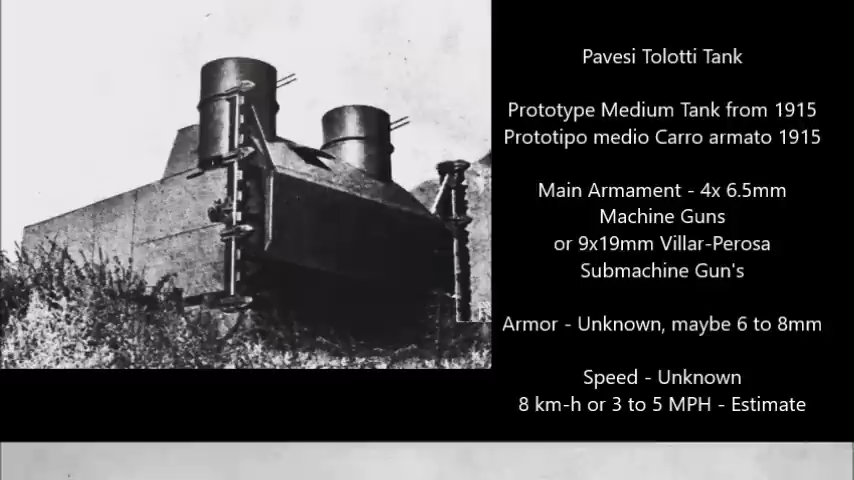 Pavesi Tolotti Tank
Prototype Medium Tank from 1915
Prototipo medio Carro armato 1915
Main Armament - 4x 6.5mm
Machine Guns
or 9x19mm Villar-Perosa
Submachine Gun's
Armor - Unknown, maybe 6 to 8mm
Speed - Unknown
8 km-h or 3 to 5 MPH - Estimate